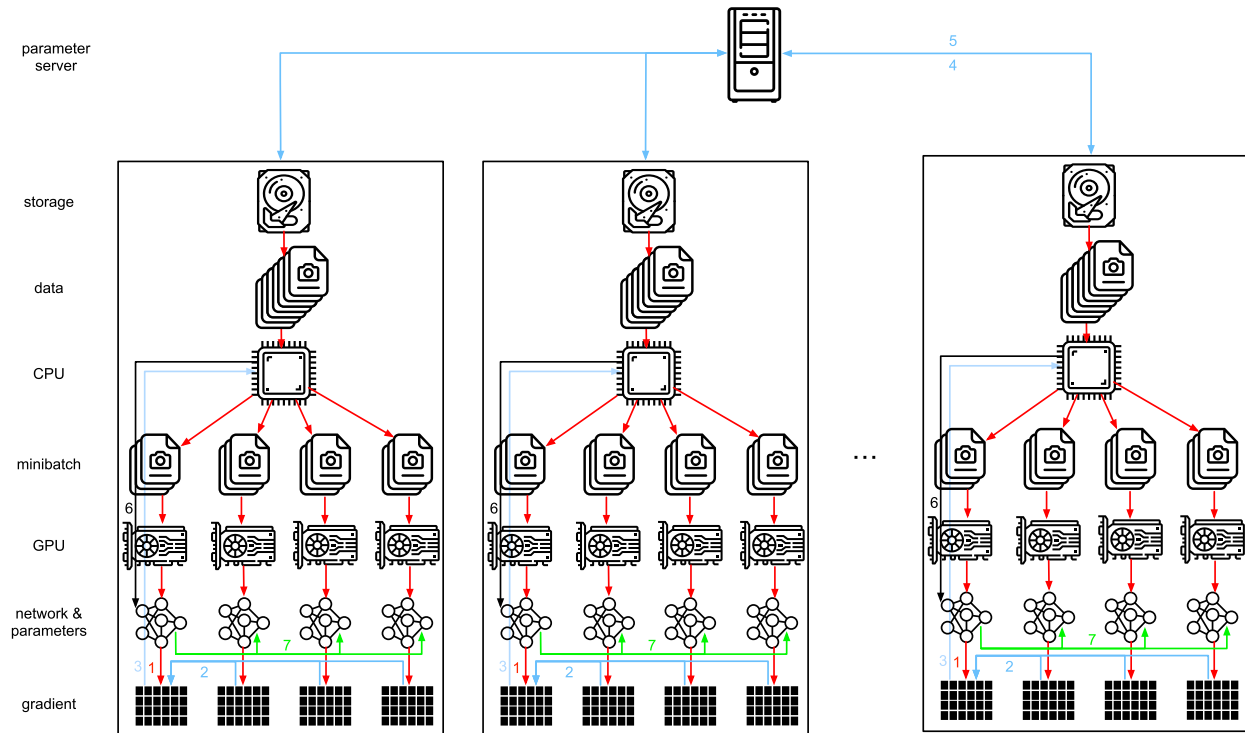 parameter
server
5
4
storage
data
CPU
minibatch
...
6
6
6
GPU
network &
parameters
7
7
7
3
1
2
3
1
2
3
1
2
gradient